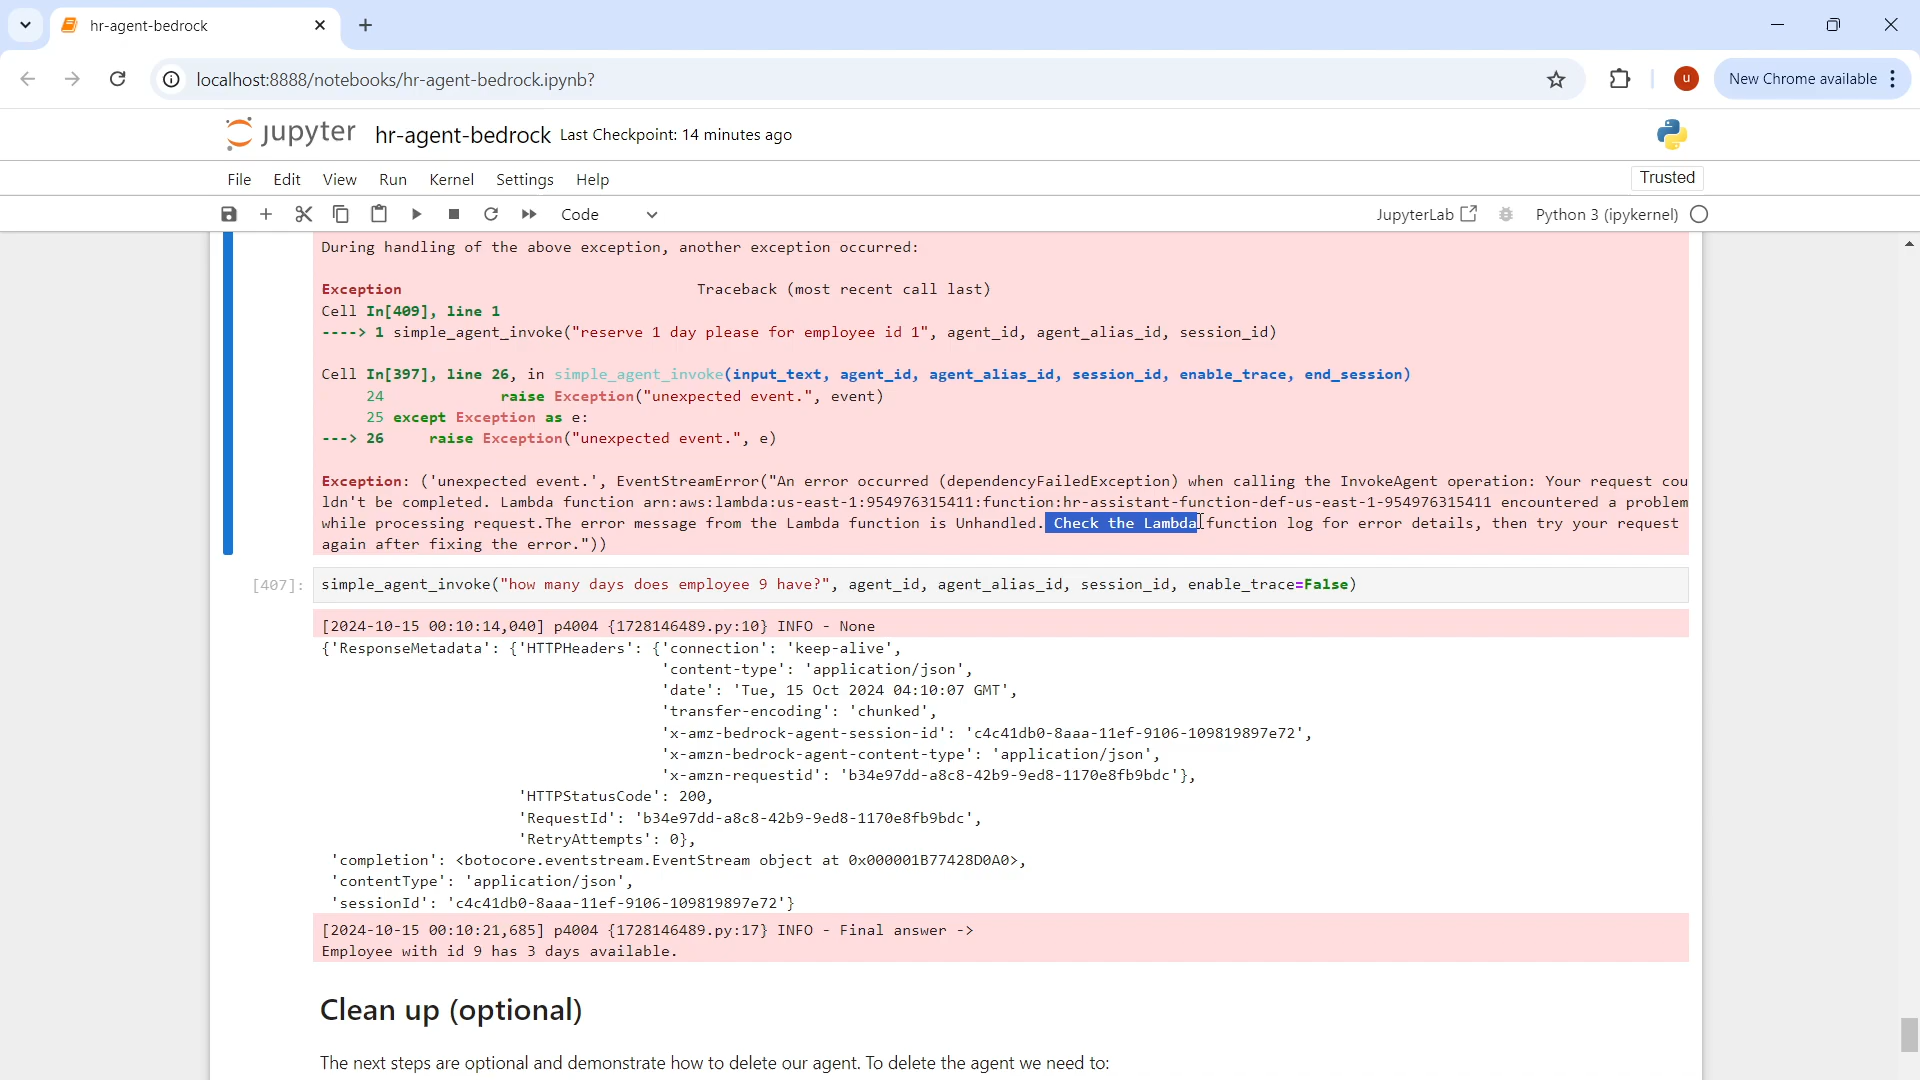 hr-agent-bedrock
localhost:8888/notebooks/hr-agent-bedrock.ipynb?
u
New Chrome available
jupyter hr-agent-bedrock Last Checkpoint: 14 minutes ago
File Edit View Run Kernel Settings Help
Trusted
Code
JupyterLab
Python 3 (ipykernel)
During handling of the above exception, another exception occurred:
Exception                                 Traceback (most recent call last)
Cell In[409], line 1
----> 1 simple_agent_invoke("reserve 1 day please for employee id 1", agent_id, agent_alias_id, session_id)
Cell In[397], line 26, in simple_agent_invoke(input_text, agent_id, agent_alias_id, session_id, enable_trace, end_session)
     24             raise Exception("unexpected event.", event)
     25 except Exception as e:
---> 26     raise Exception("unexpected event.", e)
Exception: ('unexpected event.', EventStreamError("An error occurred (dependencyFailedException) when calling the InvokeAgent operation: Your request cou
ldn't be completed. Lambda function arn:aws:lambda:us-east-1:954976315411:function:hr-assistant-function-def-us-east-1-954976315411 encountered a problem
while processing request.The error message from the Lambda function is Unhandled. Check the Lambda function log for error details, then try your request
again after fixing the error."))
[407]: simple_agent_invoke("how many days does employee 9 have?", agent_id, agent_alias_id, session_id, enable_trace=False)
[2024-10-15 00:10:14,040] p4004 {1728146489.py:10} INFO - None
{'ResponseMetadata': {'HTTPHeaders': {'connection': 'keep-alive',
'content-type': 'application/json',
'date': 'Tue, 15 Oct 2024 04:10:07 GMT',
'transfer-encoding': 'chunked',
'x-amz-bedrock-agent-session-id': 'c4c41db0-8aaa-11ef-9106-109819897e72',
'x-amzn-bedrock-agent-content-type': 'application/json',
'x-amzn-requestid': 'b34e97dd-a8c8-42b9-9ed8-1170e8fb9bdc'},
'HTTPStatusCode': 200,
'RequestId': 'b34e97dd-a8c8-42b9-9ed8-1170e8fb9bdc',
'RetryAttempts': 0},
'completion': <botocore.eventstream.EventStream object at 0x000001B77428D0A0>,
'contentType': 'application/json',
'sessionId': 'c4c41db0-8aaa-11ef-9106-109819897e72'}
[2024-10-15 00:10:21,685] p4004 {1728146489.py:17} INFO - Final answer ->
Employee with id 9 has 3 days available.
Clean up (optional)
The next steps are optional and demonstrate how to delete our agent. To delete the agent we need to: